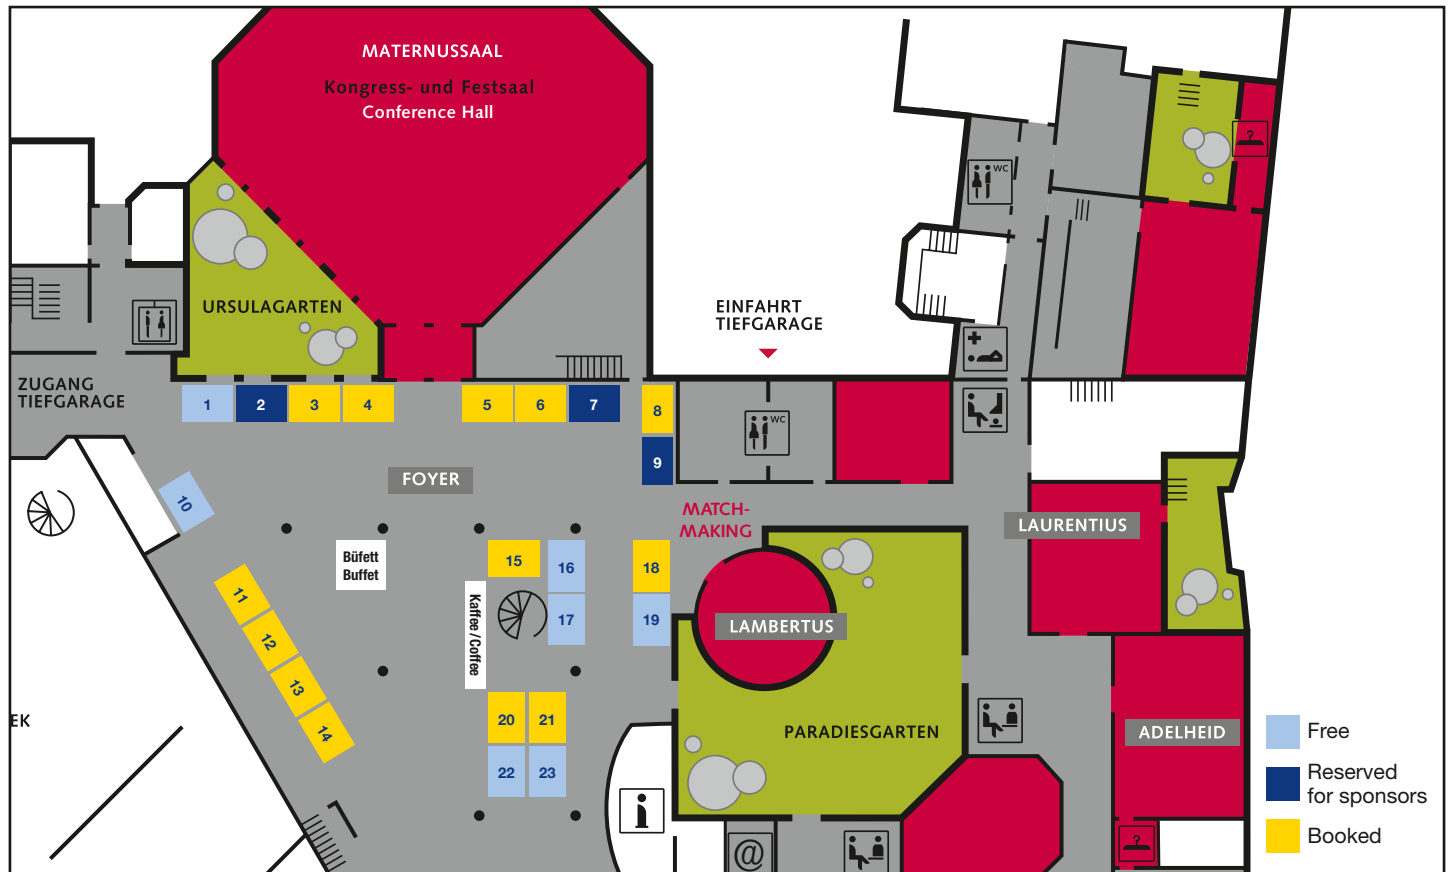 MATERNUSSAAL
Kongress- und Festsaal
Conference Hall
WC
?
URSULAGARTEN
EINFAHRT
TIEFGARAGE
ZUGANG
TIEFGARAGE
1
2
3
4
5
6
7
8
9
WC
FOYER
10
MATCH-
MAKING
LAURENTIUS
Büfett
Buffet
15
16
17
18
19
11
12
13
14
Kaffee / Coffee
LAMBERTUS
20
21
22
23
EK
PARADIESGARTEN
ADELHEID
i
@
?
Free
Reserved
for sponsors
Booked